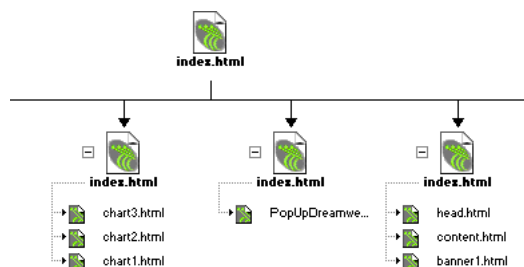 index.html
index.html
index.html
index.html
chart3.html
PopUpDreamwe...
head.html
chart2.html
content.html
chart1.html
banner1.html